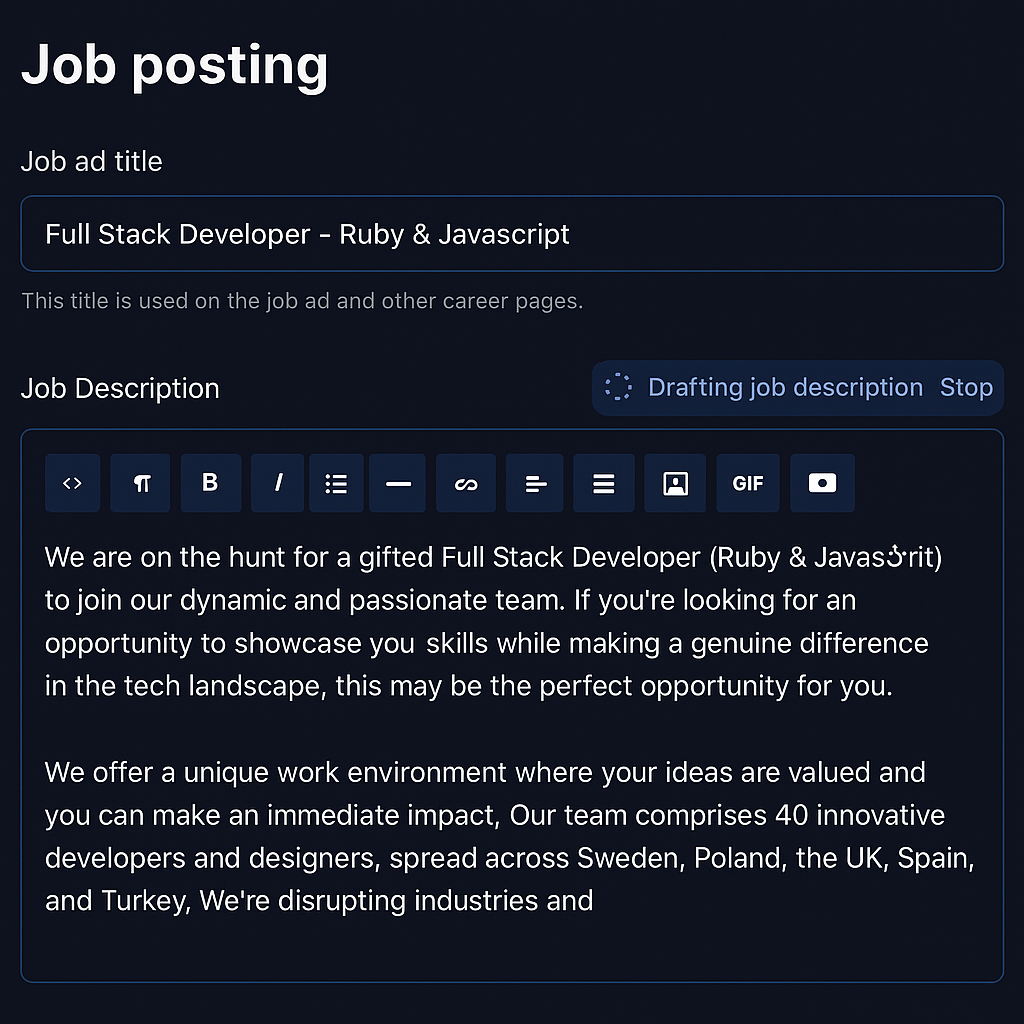 Job posting
Job ad title
Full Stack Developer – Ruby & Javascript
This title is used on the job ad and other career pages.
Job Description
Drafting job description Stop
<> ¶ B I GIF
We are on the hunt for a gifted Full Stack Developer (Ruby &
to join our dynamic and passionate team. If you're looking for an
opportunity to showcase you skills while making a genuine difference
in the tech landscape, this may be the perfect opportunity for you.
We offer a unique work environment where your ideas are valued and
you can make an immediate impact, Our team comprises 40 innovative
developers and designers, spread across Sweden, Poland, the UK, Spain,
and Turkey, We're disrupting industries and